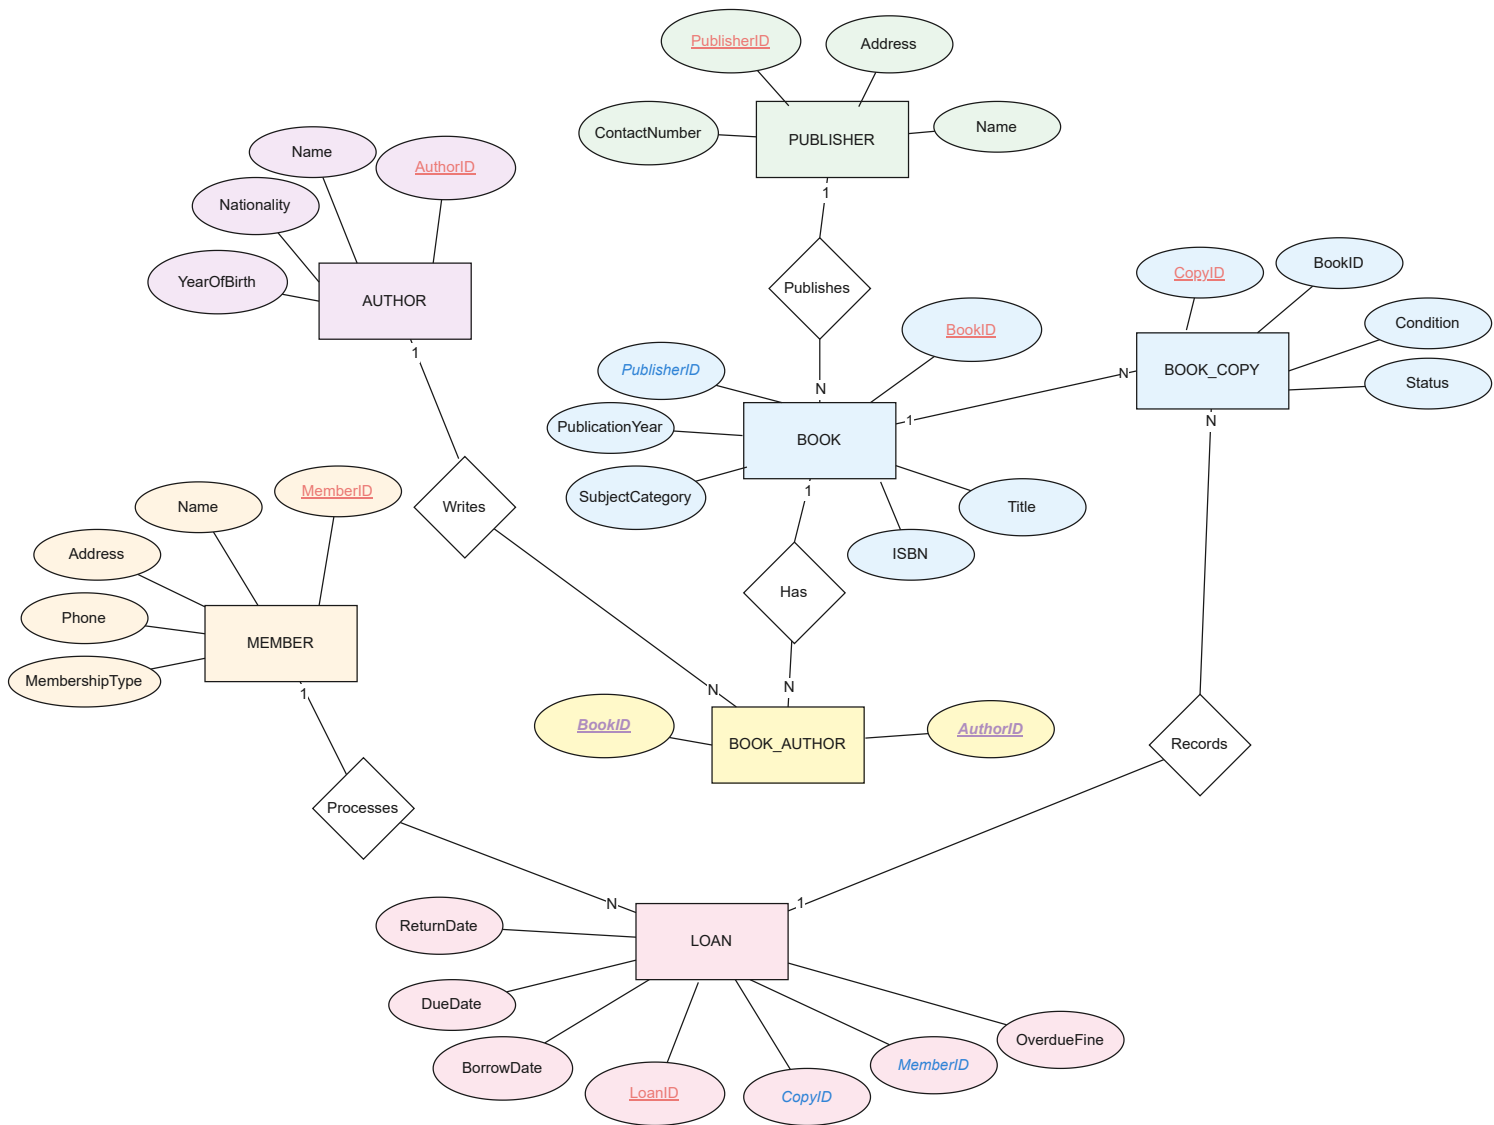 PublisherID
Address
ContactNumber
PUBLISHER
Name
1
Publishes
N
Name
AuthorID
Nationality
YearOfBirth
AUTHOR
1
Writes
N
CopyID
BookID
Condition
Status
BOOK_COPY
N
N
BookID
PublisherID
PublicationYear
SubjectCategory
BOOK
1
Title
ISBN
1
Has
N
MemberID
Name
Address
Phone
MembershipType
MEMBER
1
Processes
N
BookID
BOOK_AUTHOR
AuthorID
Records
1
LOAN
ReturnDate
DueDate
BorrowDate
LoanID
CopyID
MemberID
OverdueFine